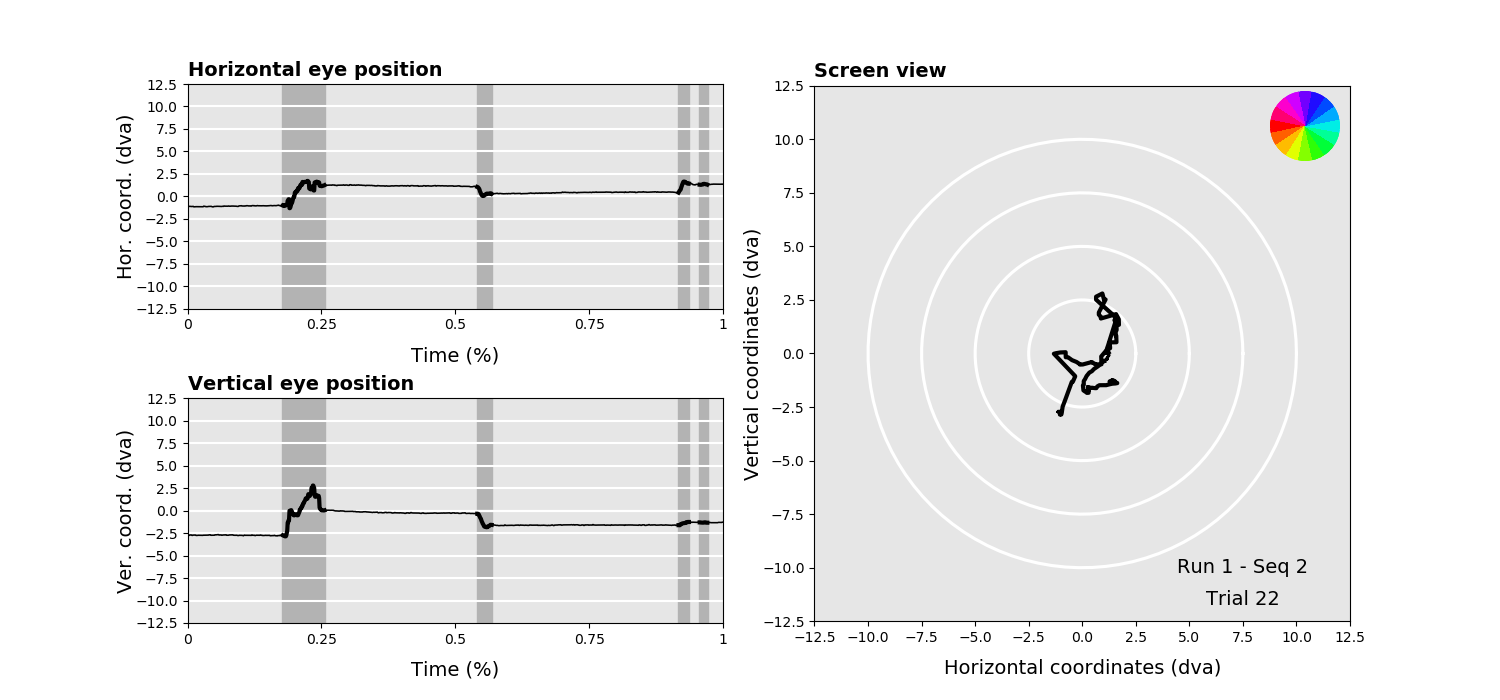 Horizontal eye position
12.5
10.0
7.5
5.0
2.5
0.0
−2.5
−5.0
−7.5
−10.0
−12.5
Hor. coord. (dva)
0 0.25 0.5 0.75 1
Time (%)
Vertical eye position
12.5
10.0
7.5
5.0
2.5
0.0
−2.5
−5.0
−7.5
−10.0
−12.5
Ver. coord. (dva)
0 0.25 0.5 0.75 1
Time (%)
Screen view
12.5
10.0
7.5
5.0
2.5
0.0
−2.5
−5.0
−7.5
−10.0
−12.5
Vertical coordinates (dva)
Run 1 - Seq 2
Trial 22
−12.5 −10.0 −7.5 −5.0 −2.5 0.0 2.5 5.0 7.5 10.0 12.5
Horizontal coordinates (dva)